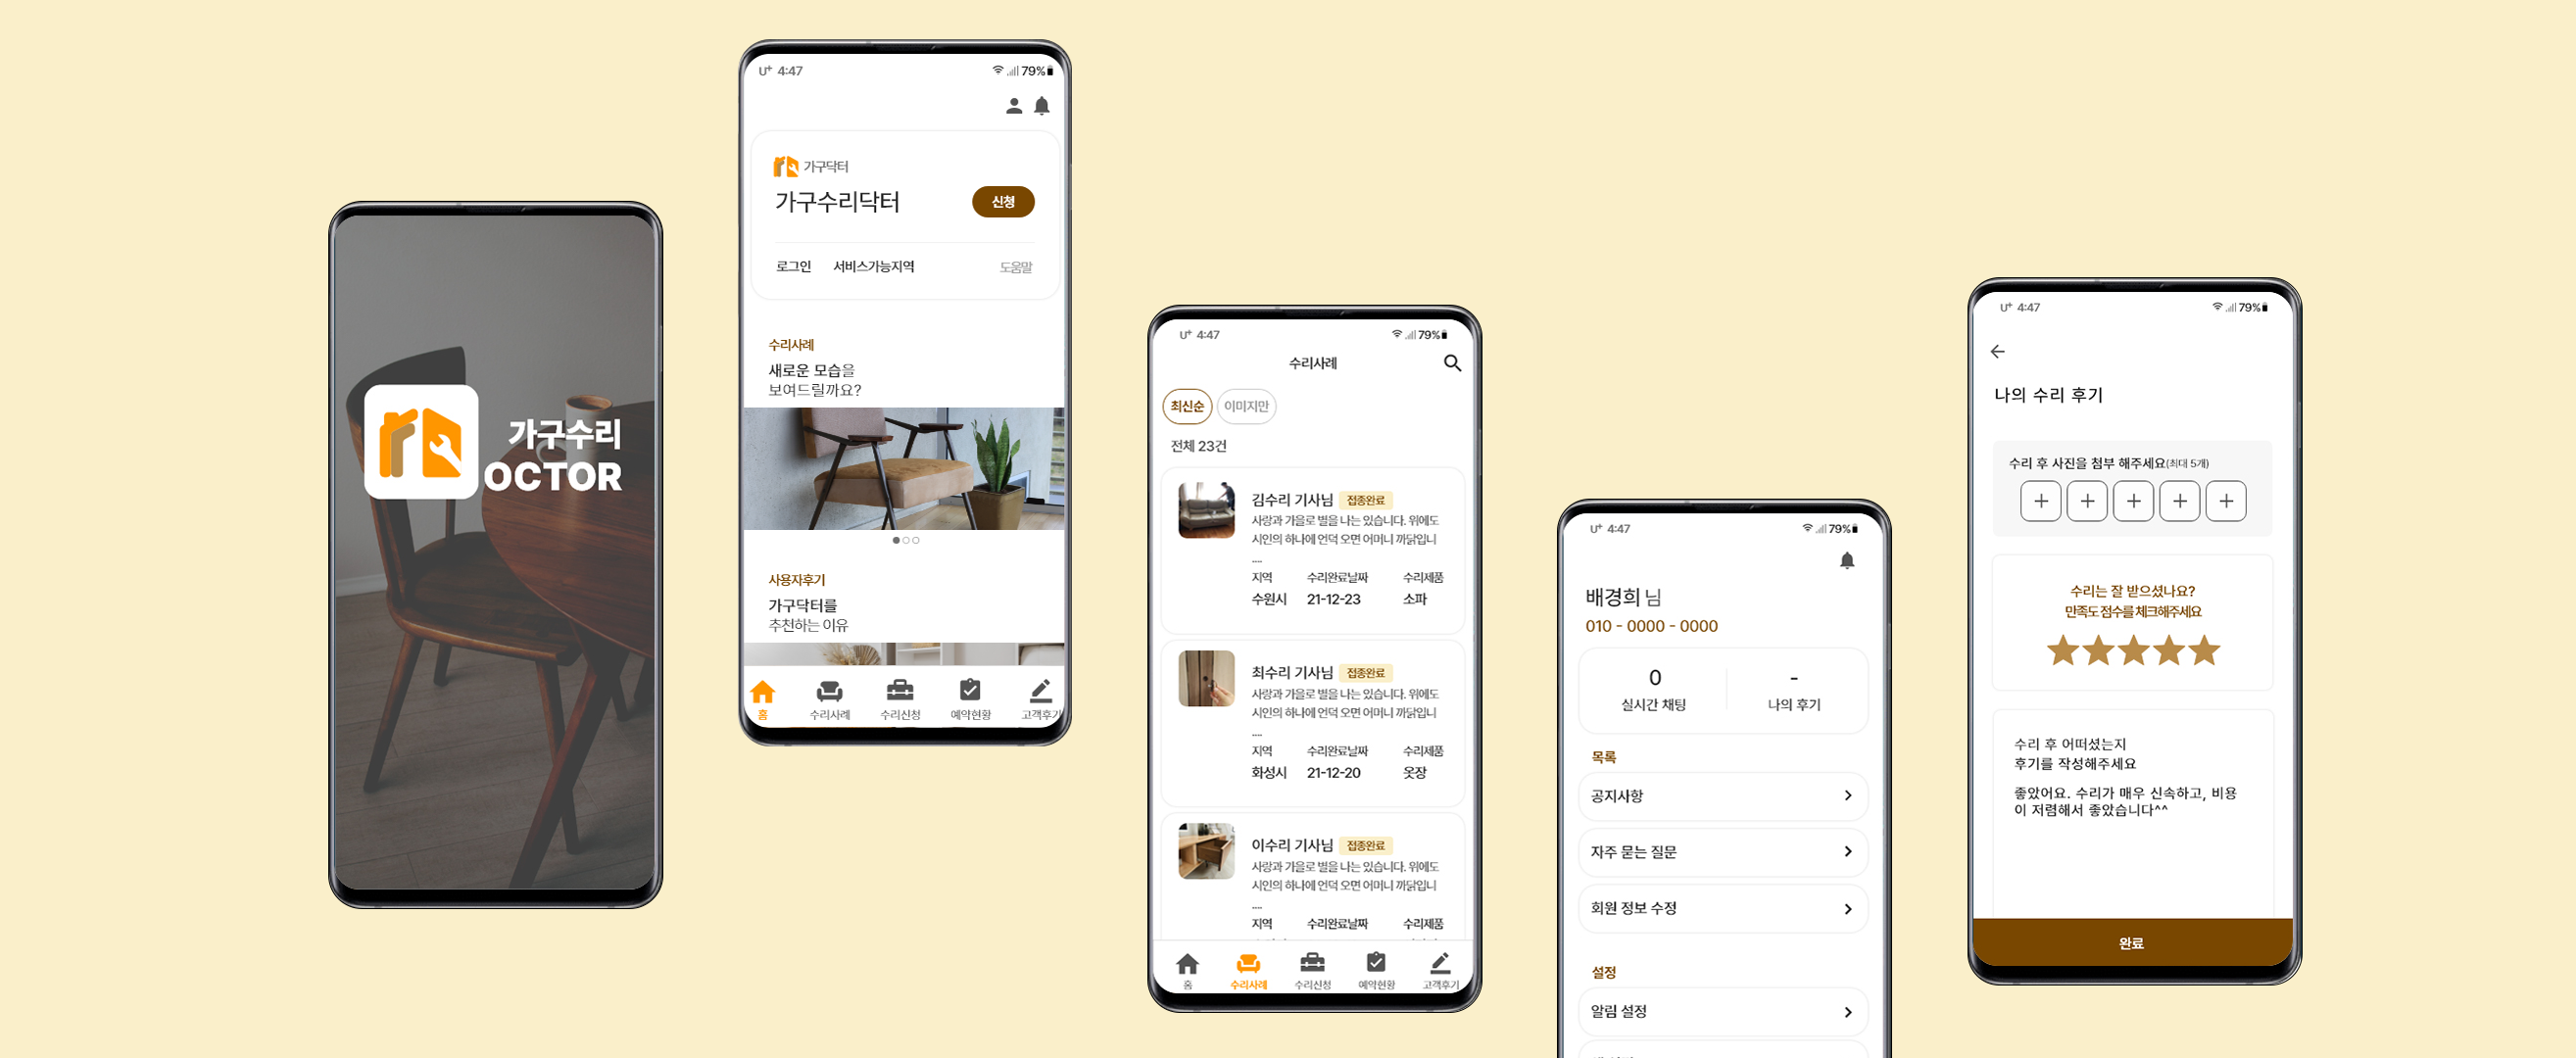 가구수리
OCTOR
U+ 4:47
79%
가구닥터
가구수리닥터
신청
로그인 서비스가능지역 도움말
수리사례
새로운 모습을
보여드릴까요?
사용자후기
가구닥터를
추천하는 이유
홈 수리사례 수리신청 예약현황 고객후기
U+ 4:47
79%
수리사례
최신순 이미지만
전체 23건
김수리 기사님 접종완료
사랑과 가을로 별을 나는 있습니다. 위에도
시인의 하나에 언덕 오면 어머니 까닭입니
....
지역 수리완료날짜 수리제품
수원시 21-12-23 소파
최수리 기사님 접종완료
사랑과 가을로 별을 나는 있습니다. 위에도
시인의 하나에 언덕 오면 어머니 까닭입니
....
지역 수리완료날짜 수리제품
화성시 21-12-20 옷장
이수리 기사님 접종완료
사랑과 가을로 별을 나는 있습니다. 위에도
시인의 하나에 언덕 오면 어머니 까닭입니
....
지역 수리완료날짜 수리제품
홈 수리사례 수리신청 예약현황 고객후기
U+ 4:47
79%
배경희 님
010 - 0000 - 0000
0 -
실시간 채팅 나의 후기
목록
공지사항
자주 묻는 질문
회원 정보 수정
설정
알림 설정
U+ 4:47
79%
나의 수리 후기
수리 후 사진을 첨부 해주세요(최대 5개)
수리는 잘 받으셨나요?
만족도 점수를 체크해주세요
수리 후 어떠셨는지
후기를 작성해주세요
좋았어요. 수리가 매우 신속하고, 비용
이 저렴해서 좋았습니다^^
완료